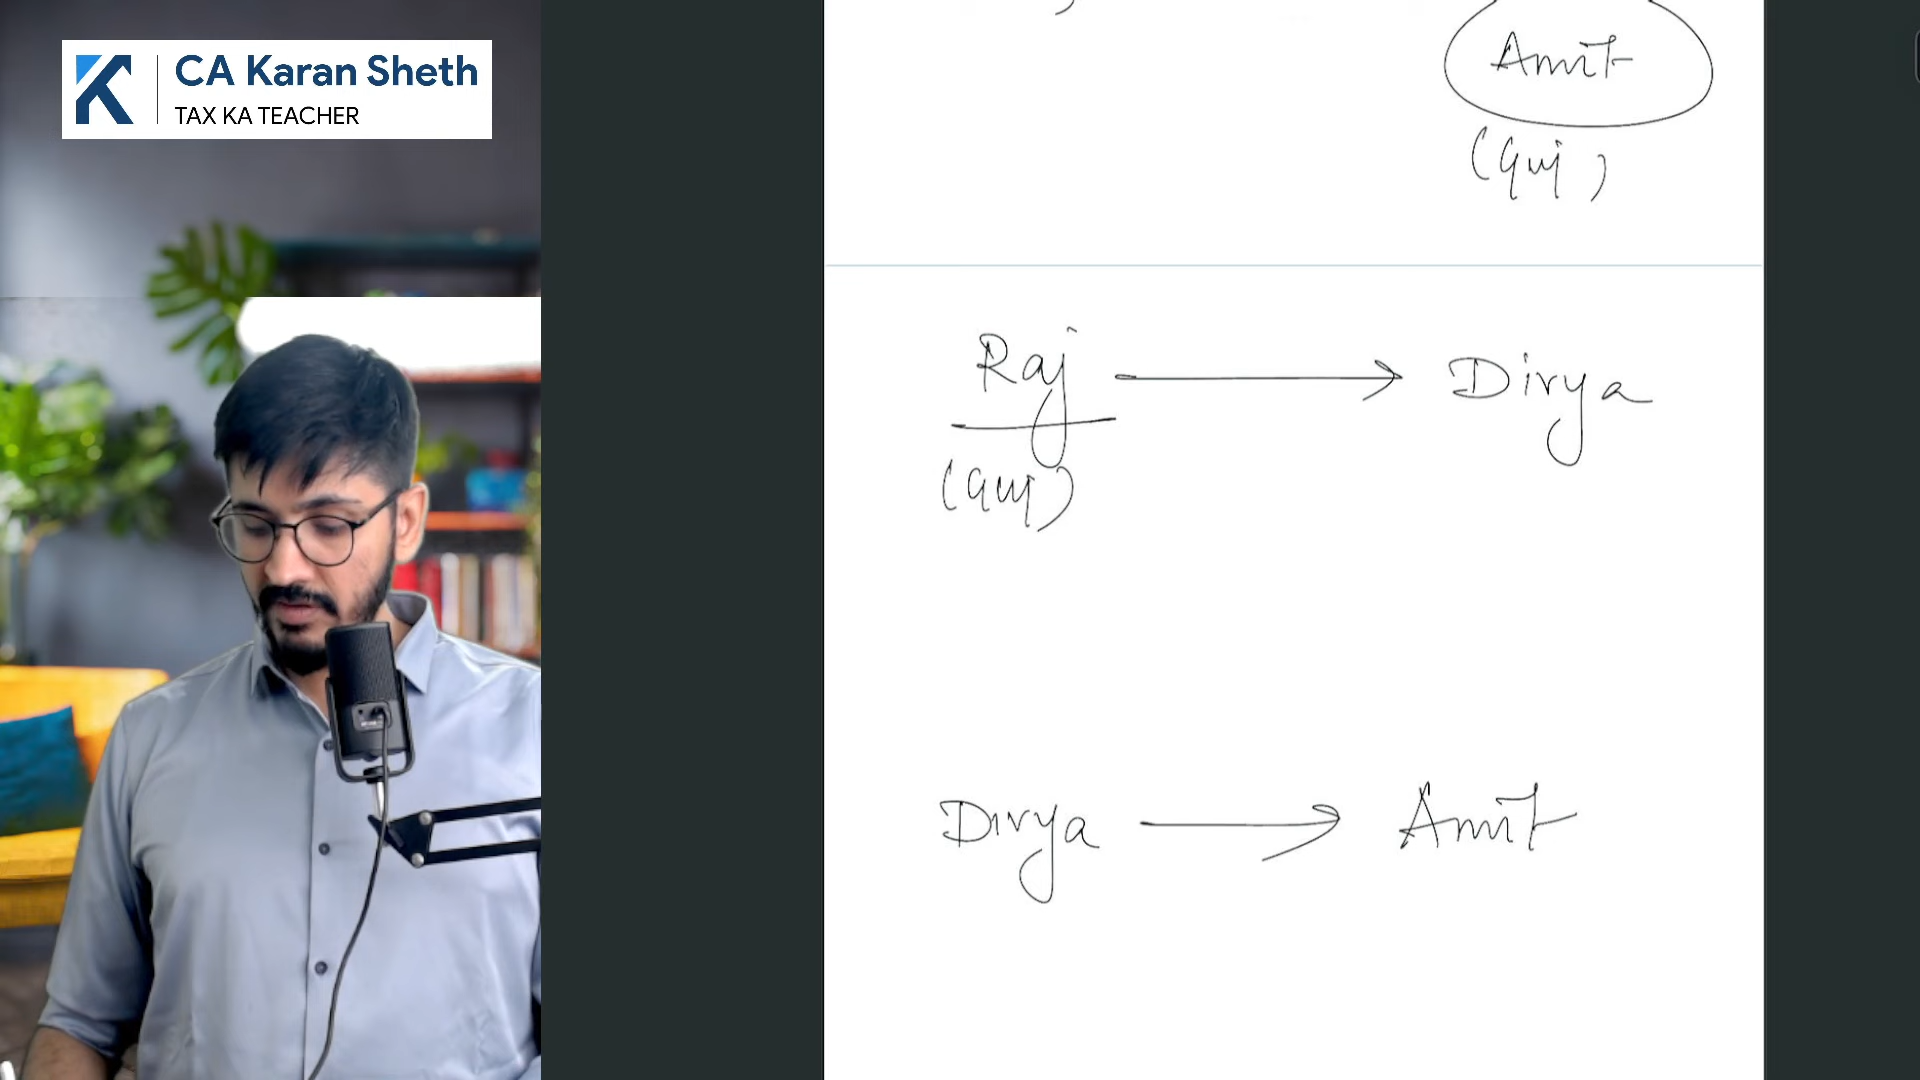 CA Karan Sheth
TAX KA TEACHER
Amit
(Guj)
Raj → Divya
(Guj)
Divya → Amit